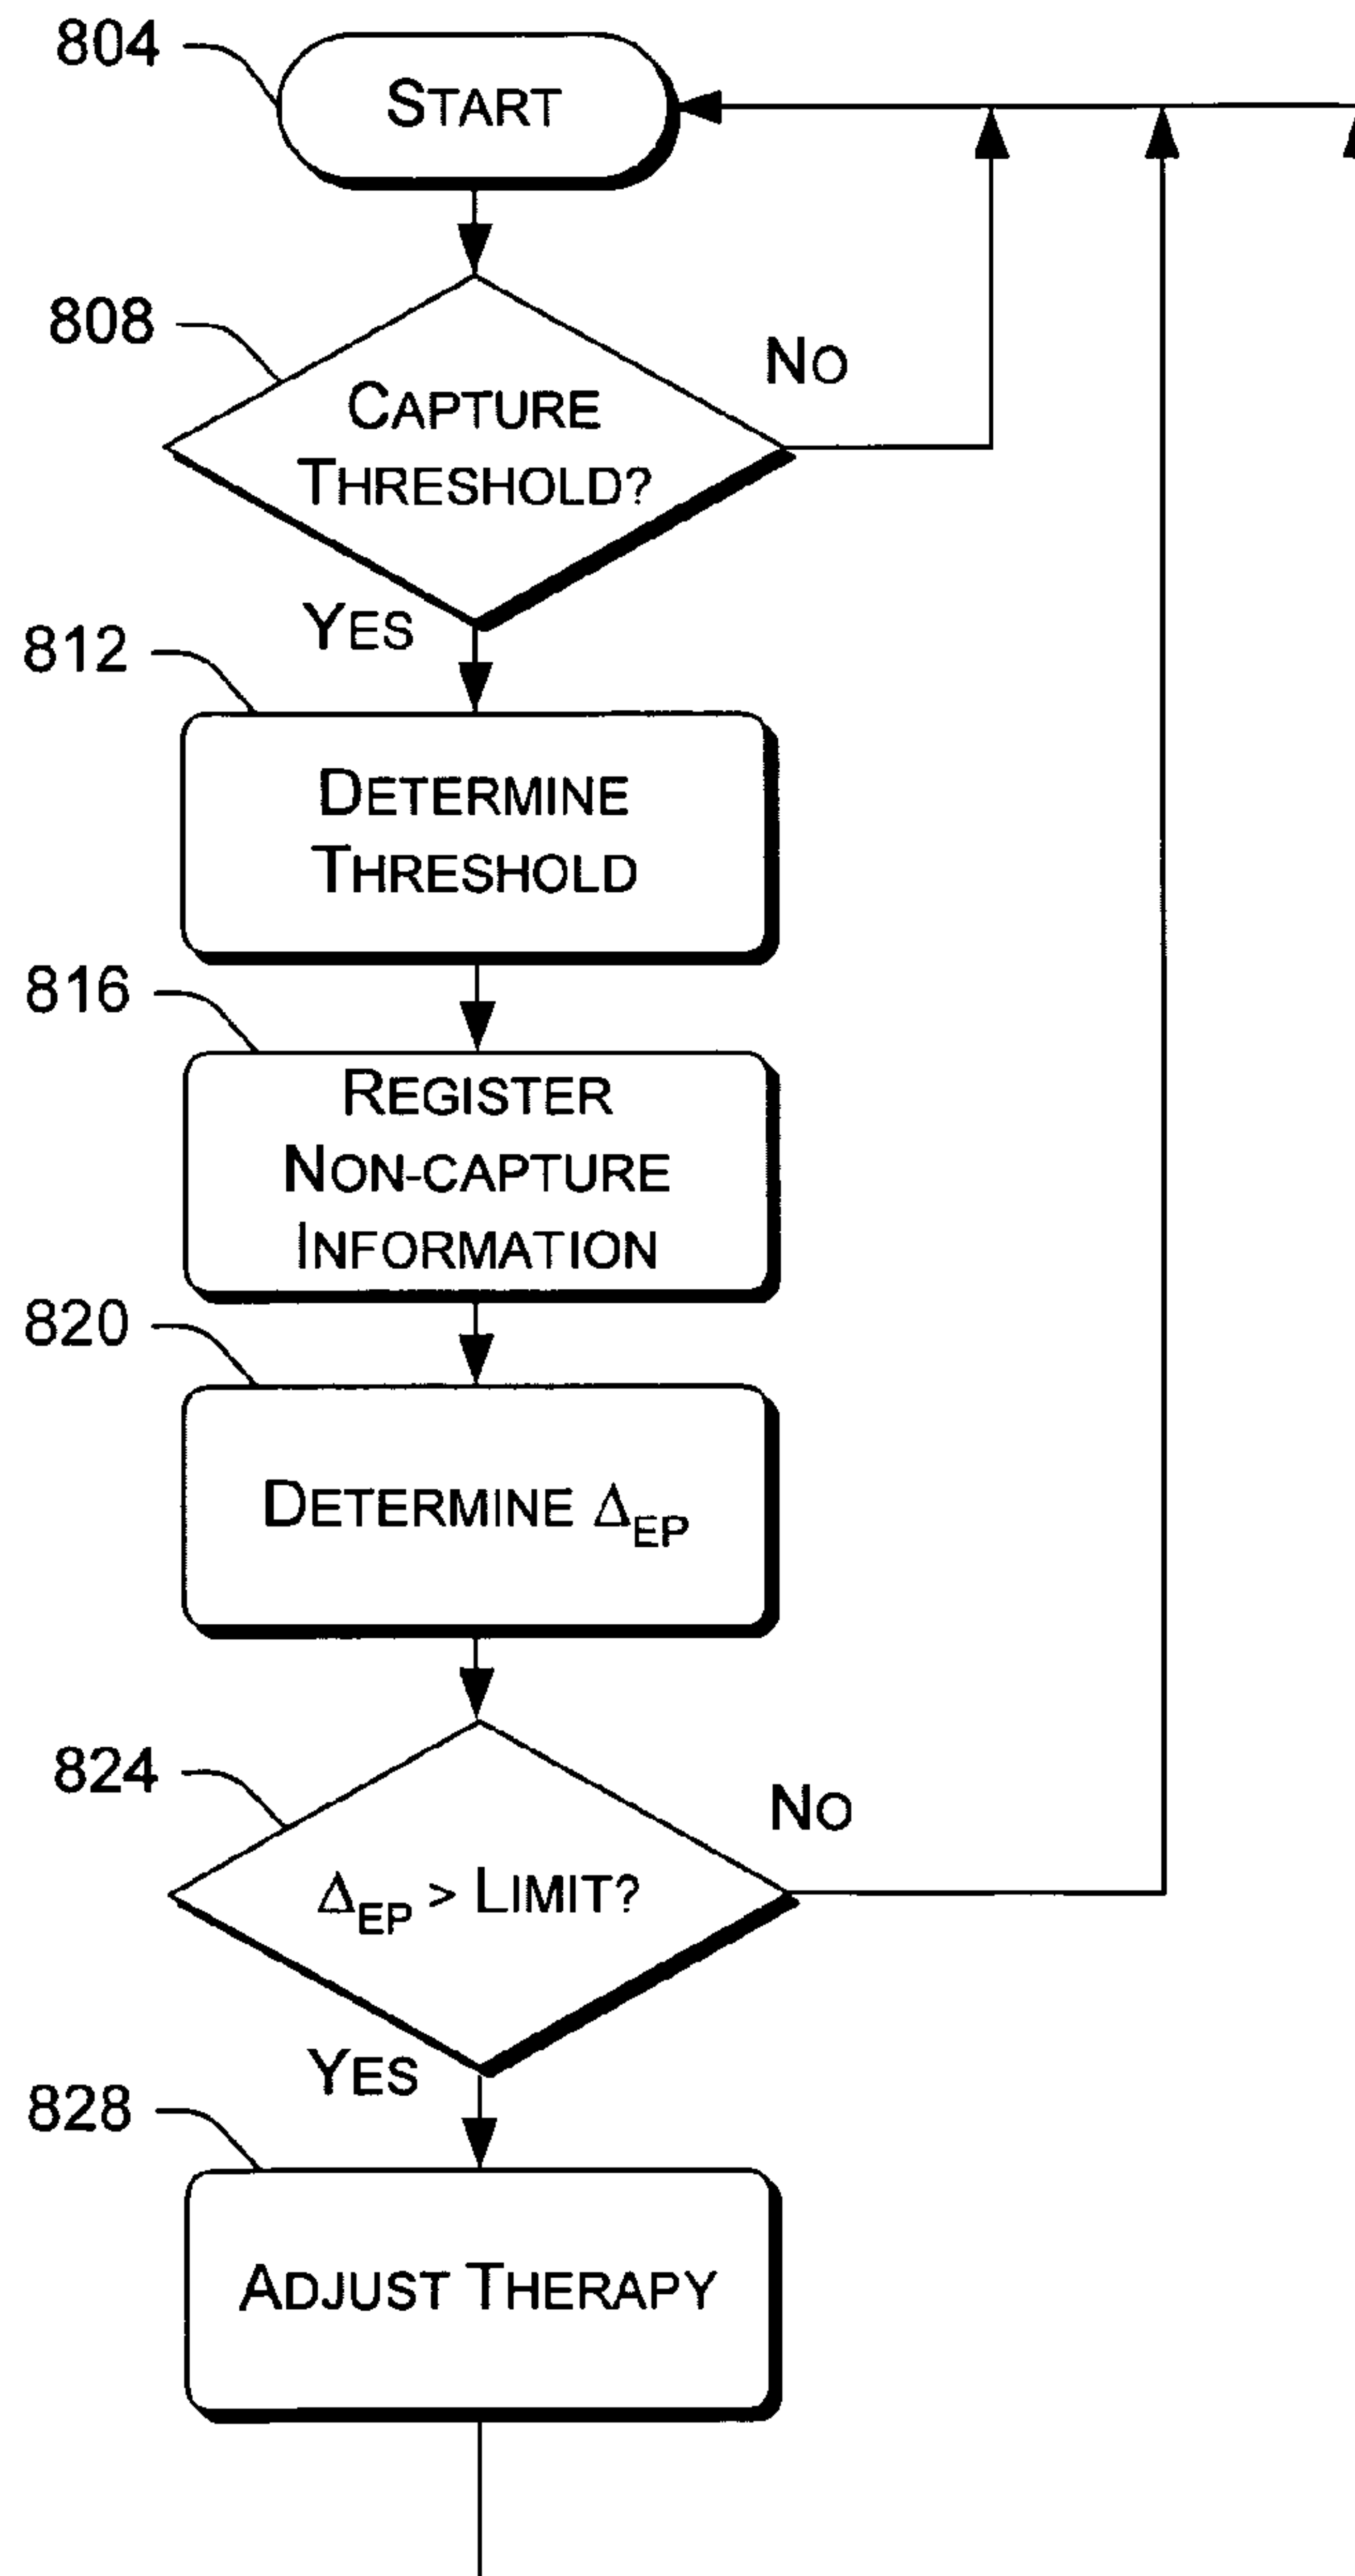 804
START
808
CAPTURE
THRESHOLD?
NO
YES
812
DETERMINE
THRESHOLD
816
REGISTER
NON-CAPTURE
INFORMATION
820
DETERMINE ΔEP
824
ΔEP > LIMIT?
NO
YES
828
ADJUST THERAPY